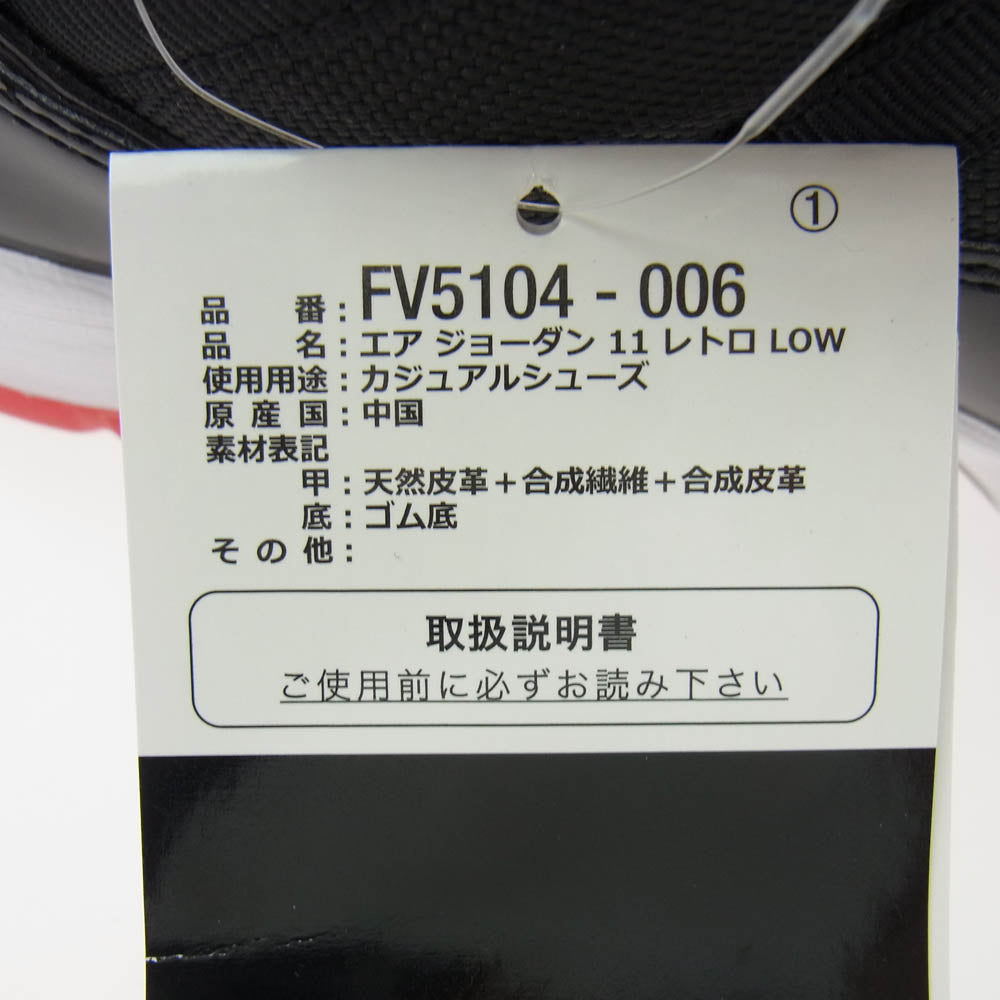 ①
品番：FV5104 - 006
品名：エア ジョーダン 11 レトロ LOW
使用用途：カジュアルシューズ
原産国：中国
素材表記
甲：天然皮革＋合成繊維＋合成皮革
底：ゴム底
その他：
取扱説明書
ご使用前に必ずお読み下さい